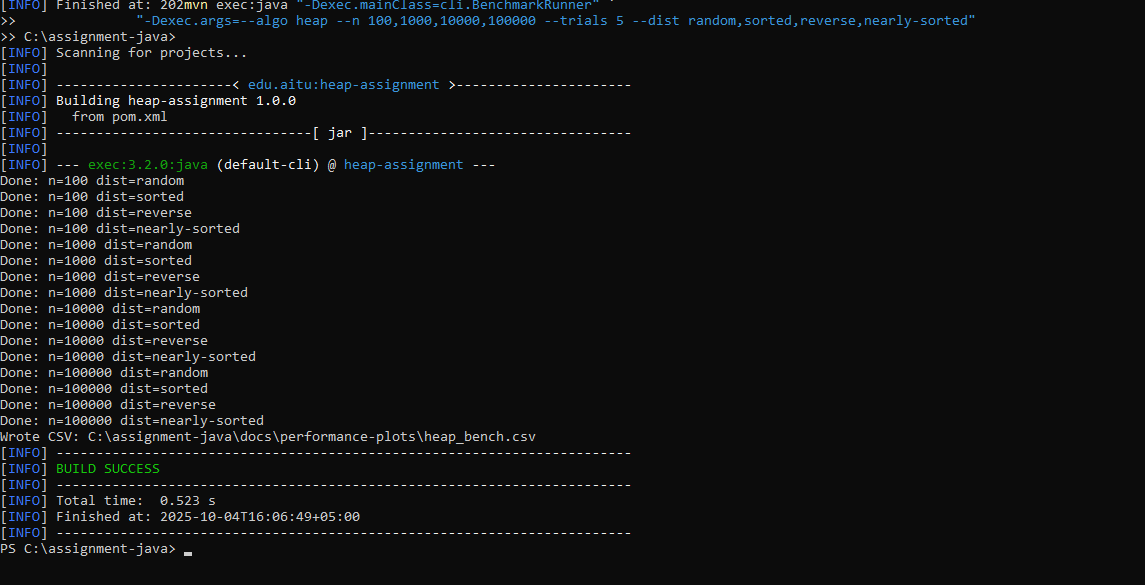 [INFO] Finished at: 202mvn exec:java "-Dexec.mainClass=cli.BenchmarkRunner" `
>>               "-Dexec.args=--algo heap --n 100,1000,10000,100000 --trials 5 --dist random,sorted,reverse,nearly-sorted"
>> C:\assignment-java>
[INFO] Scanning for projects...
[INFO]
[INFO] ----------------------< edu.aitu:heap-assignment >----------------------
[INFO] Building heap-assignment 1.0.0
[INFO]   from pom.xml
[INFO] --------------------------------[ jar ]---------------------------------
[INFO]
[INFO] --- exec:3.2.0:java (default-cli) @ heap-assignment ---
Done: n=100 dist=random
Done: n=100 dist=sorted
Done: n=100 dist=reverse
Done: n=100 dist=nearly-sorted
Done: n=1000 dist=random
Done: n=1000 dist=sorted
Done: n=1000 dist=reverse
Done: n=1000 dist=nearly-sorted
Done: n=10000 dist=random
Done: n=10000 dist=sorted
Done: n=10000 dist=reverse
Done: n=10000 dist=nearly-sorted
Done: n=100000 dist=random
Done: n=100000 dist=sorted
Done: n=100000 dist=reverse
Done: n=100000 dist=nearly-sorted
Wrote CSV: C:\assignment-java\docs\performance-plots\heap_bench.csv
[INFO] ------------------------------------------------------------------------
[INFO] BUILD SUCCESS
[INFO] ------------------------------------------------------------------------
[INFO] Total time:  0.523 s
[INFO] Finished at: 2025-10-04T16:06:49+05:00
[INFO] ------------------------------------------------------------------------
PS C:\assignment-java>